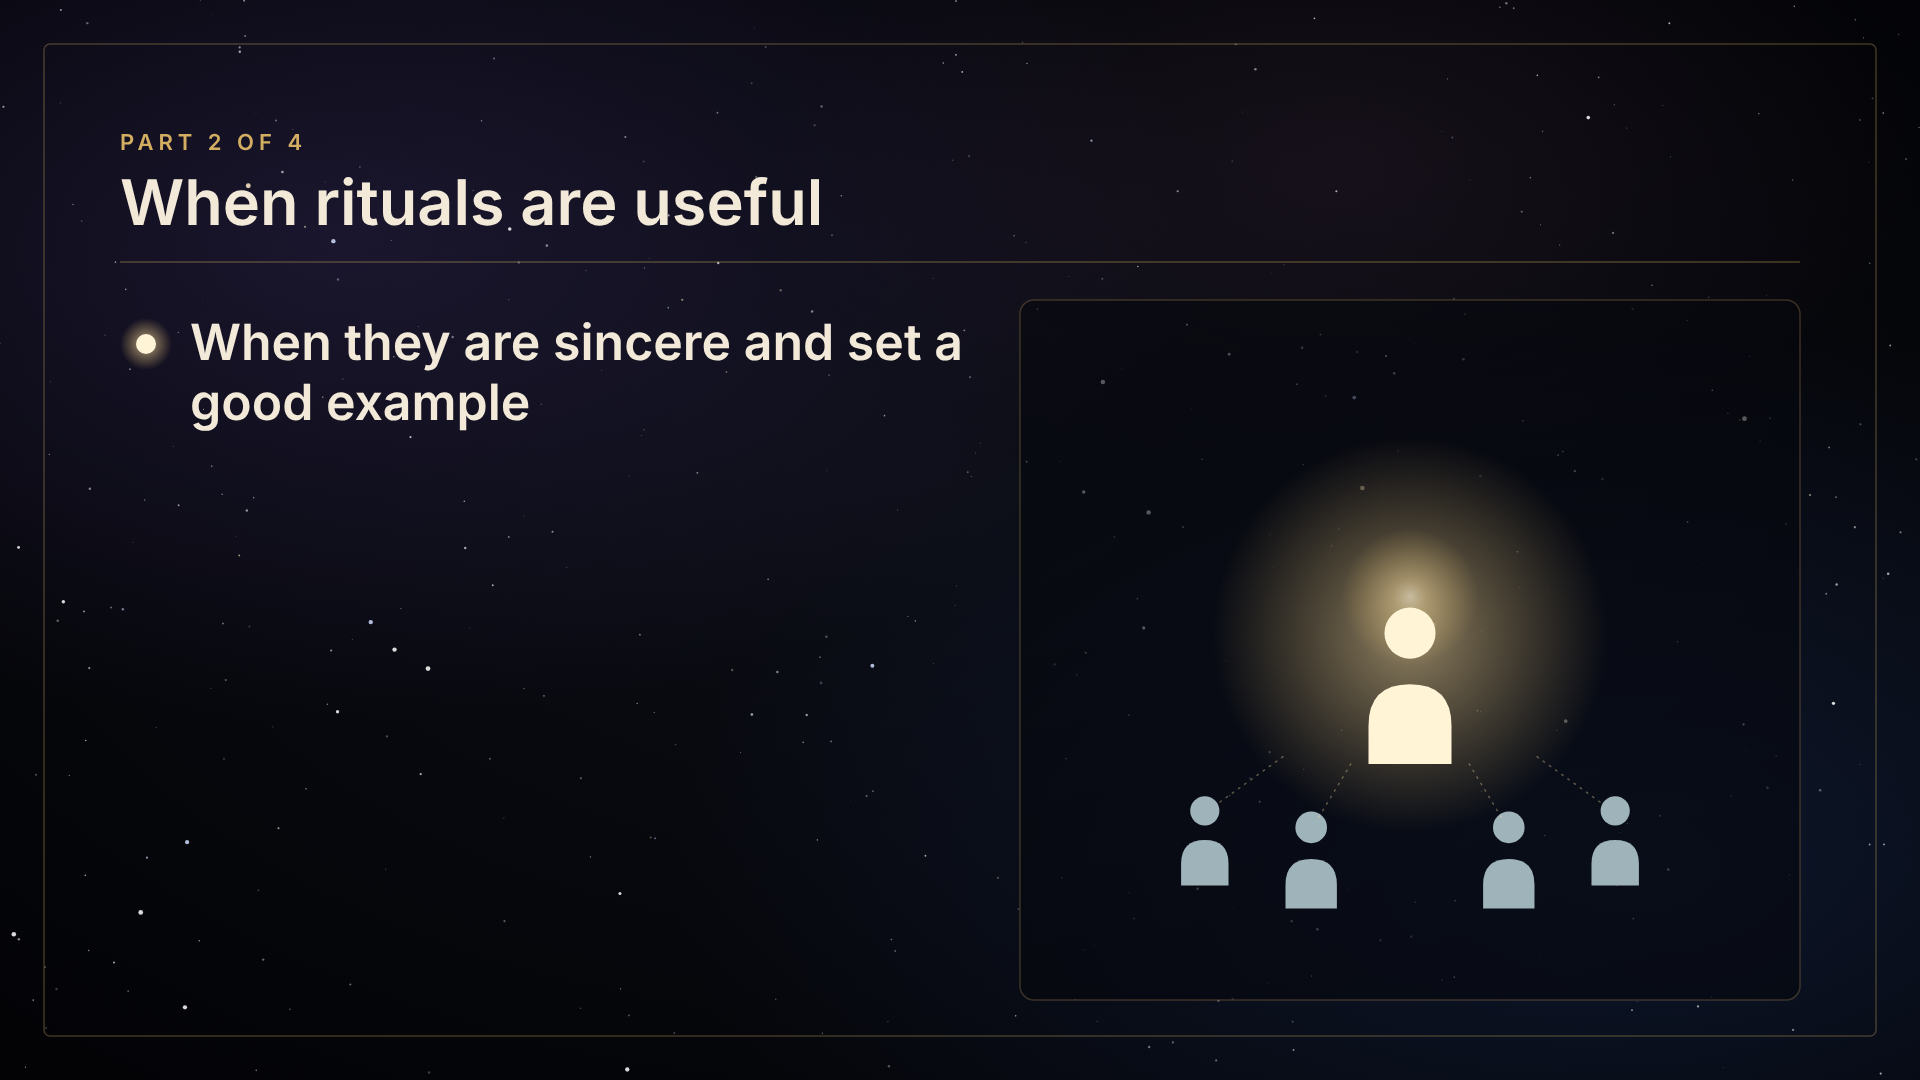 PART 2 OF 4
When rituals are useful
When they are sincere and set a
good example